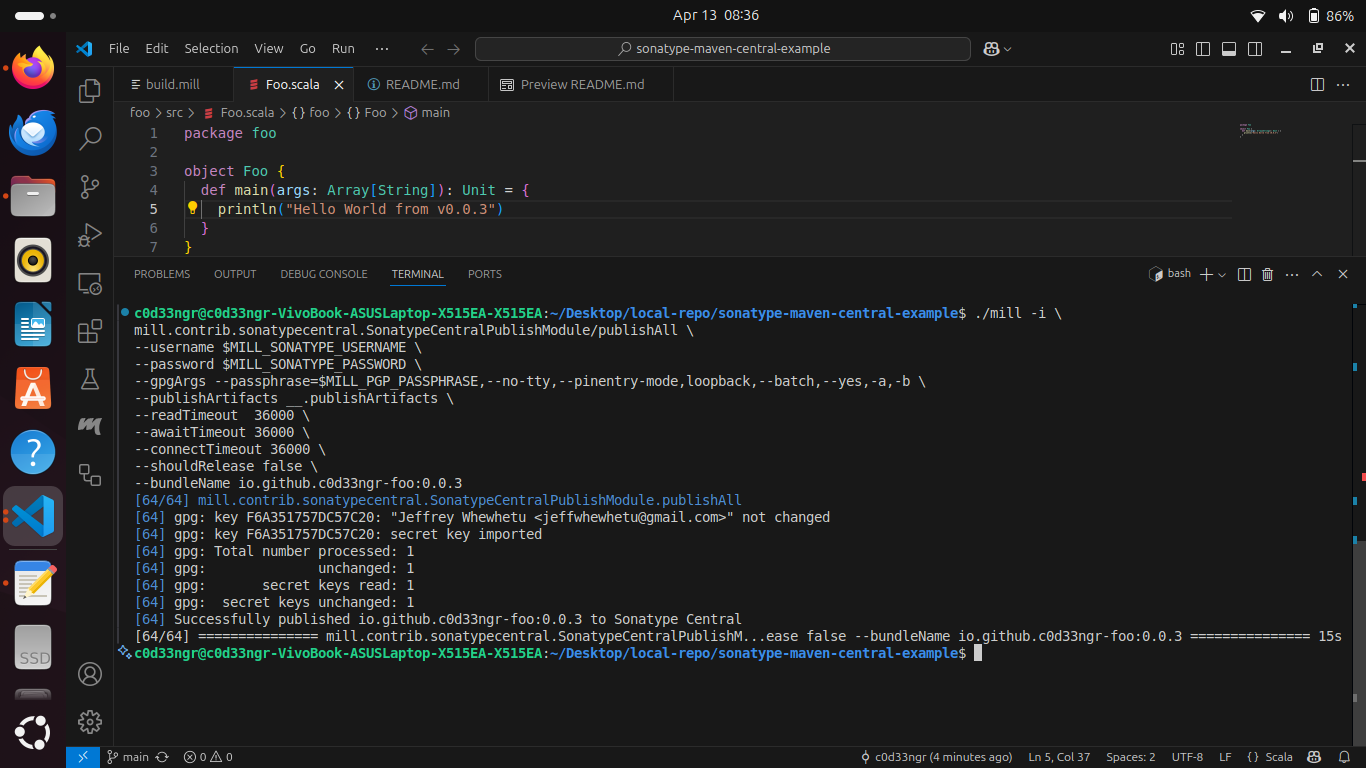 Apr 13 08:36
86%
File Edit Selection View Go Run ···
sonatype-maven-central-example
build.mill
Foo.scala
README.md
Preview README.md
foo > src > Foo.scala > {} foo > {} Foo > main
1 package foo
2
3 object Foo {
4 def main(args: Array[String]): Unit = {
5 println("Hello World from v0.0.3")
6 }
7 }
PROBLEMS OUTPUT DEBUG CONSOLE TERMINAL PORTS
bash
c0d33ngr@c0d33ngr-VivoBook-ASUSLaptop-X515EA-X515EA:~/Desktop/local-repo/sonatype-maven-central-example$ ./mill -i \
mill.contrib.sonatypecentral.SonatypeCentralPublishModule/publishAll \
--username $MILL_SONATYPE_USERNAME \
--password $MILL_SONATYPE_PASSWORD \
--gpgArgs --passphrase=$MILL_PGP_PASSPHRASE,--no-tty,--pinentry-mode,loopback,--batch,--yes,-a,-b \
--publishArtifacts __.publishArtifacts \
--readTimeout  36000 \
--awaitTimeout 36000 \
--connectTimeout 36000 \
--shouldRelease false \
--bundleName io.github.c0d33ngr-foo:0.0.3
[64/64] mill.contrib.sonatypecentral.SonatypeCentralPublishModule.publishAll
[64] gpg: key F6A351757DC57C20: "Jeffrey Whewhetu <jeffwhewhetu@gmail.com>" not changed
[64] gpg: key F6A351757DC57C20: secret key imported
[64] gpg: Total number processed: 1
[64] gpg:              unchanged: 1
[64] gpg:       secret keys read: 1
[64] gpg:  secret keys unchanged: 1
[64] Successfully published io.github.c0d33ngr-foo:0.0.3 to Sonatype Central
[64/64] =============== mill.contrib.sonatypecentral.SonatypeCentralPublishM...ease false --bundleName io.github.c0d33ngr-foo:0.0.3 =============== 15s
c0d33ngr@c0d33ngr-VivoBook-ASUSLaptop-X515EA-X515EA:~/Desktop/local-repo/sonatype-maven-central-example$
SSD
main
0 0
c0d33ngr (4 minutes ago)
Ln 5, Col 37
Spaces: 2
UTF-8
LF
{} Scala